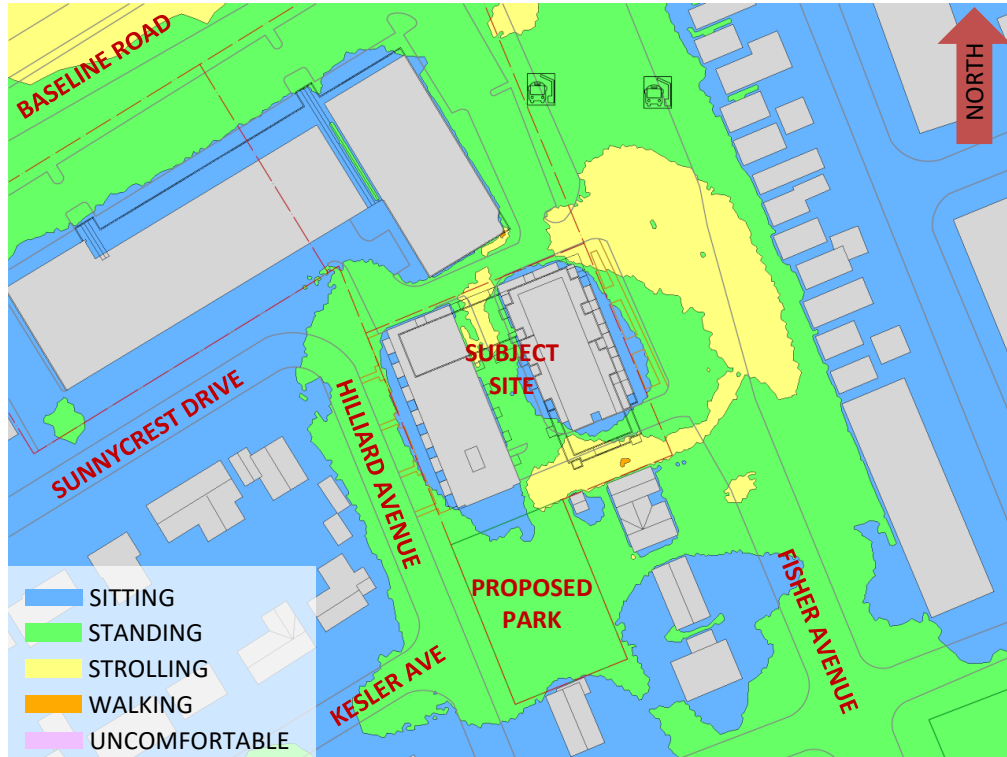 BASELINE ROAD
NORTH
SUBJECT
SITE
SUNNYCREST DRIVE
HILLIARD AVENUE
PROPOSED
PARK
FISHER AVENUE
KESLER AVE
SITTING
STANDING
STROLLING
WALKING
UNCOMFORTABLE